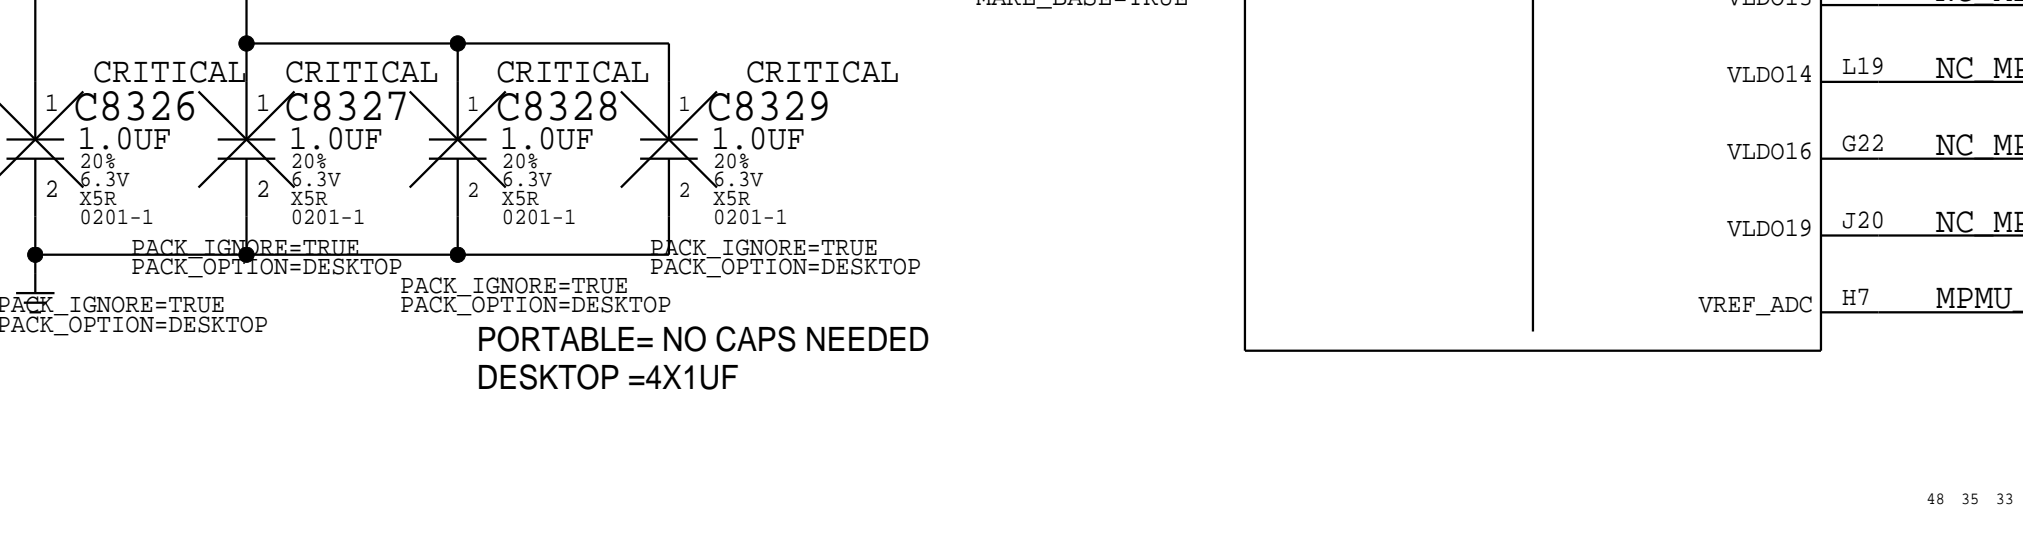 CRITICAL
1
C8326
1.0UF
20%
6.3V
X5R
2
0201-1
CRITICAL
1
C8327
1.0UF
20%
6.3V
X5R
2
0201-1
CRITICAL
1
C8328
1.0UF
20%
6.3V
X5R
2
0201-1
CRITICAL
1
C8329
1.0UF
20%
6.3V
X5R
2
0201-1
PACK_IGNORE=TRUE
PACK_OPTION=DESKTOP
PACK_IGNORE=TRUE
PACK_OPTION=DESKTOP
PACK_IGNORE=TRUE
PACK_OPTION=DESKTOP
PACK_IGNORE=TRUE
PACK_OPTION=DESKTOP
PORTABLE= NO CAPS NEEDED
DESKTOP =4X1UF
VLDO14 L19 NC_MP
VLDO16 G22 NC_MP
VLDO19 J20 NC_MP
VREF_ADC H7 MPMU_
48 35 33